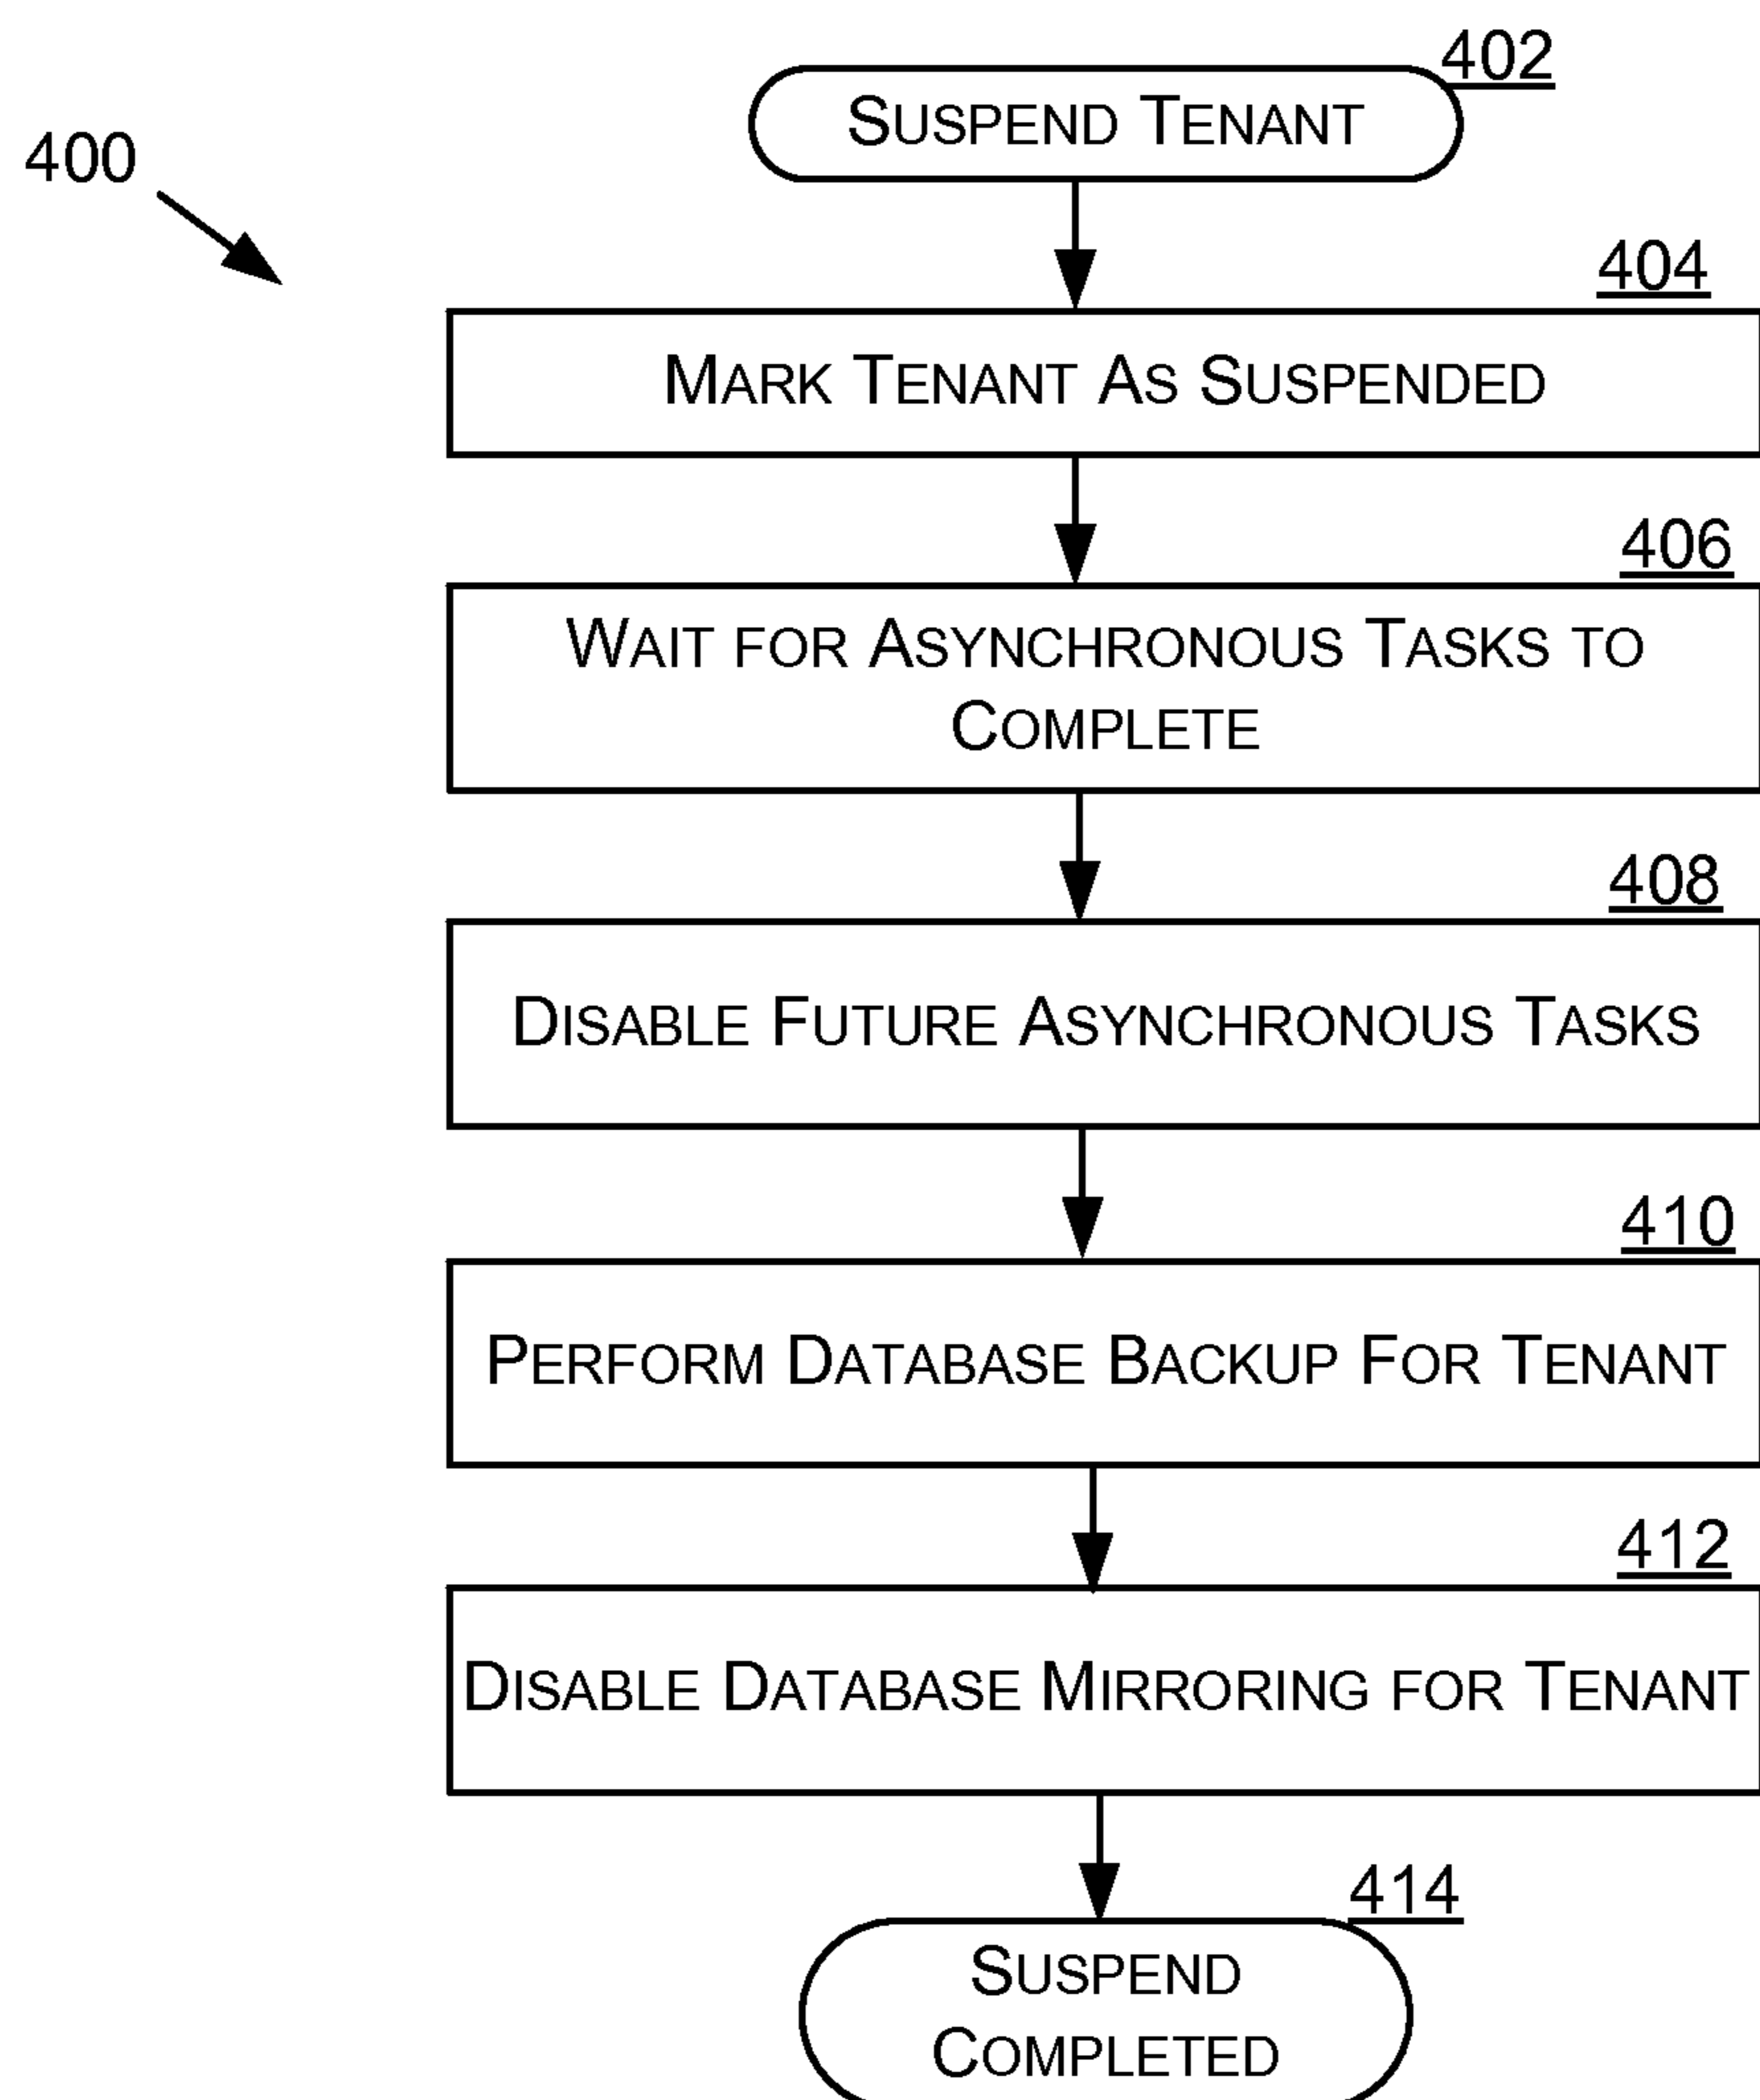 402
SUSPEND TENANT
400
404
MARK TENANT AS SUSPENDED
406
WAIT FOR ASYNCHRONOUS TASKS TO
COMPLETE
408
DISABLE FUTURE ASYNCHRONOUS TASKS
410
PERFORM DATABASE BACKUP FOR TENANT
412
DISABLE DATABASE MIRRORING FOR TENANT
414
SUSPEND
COMPLETED